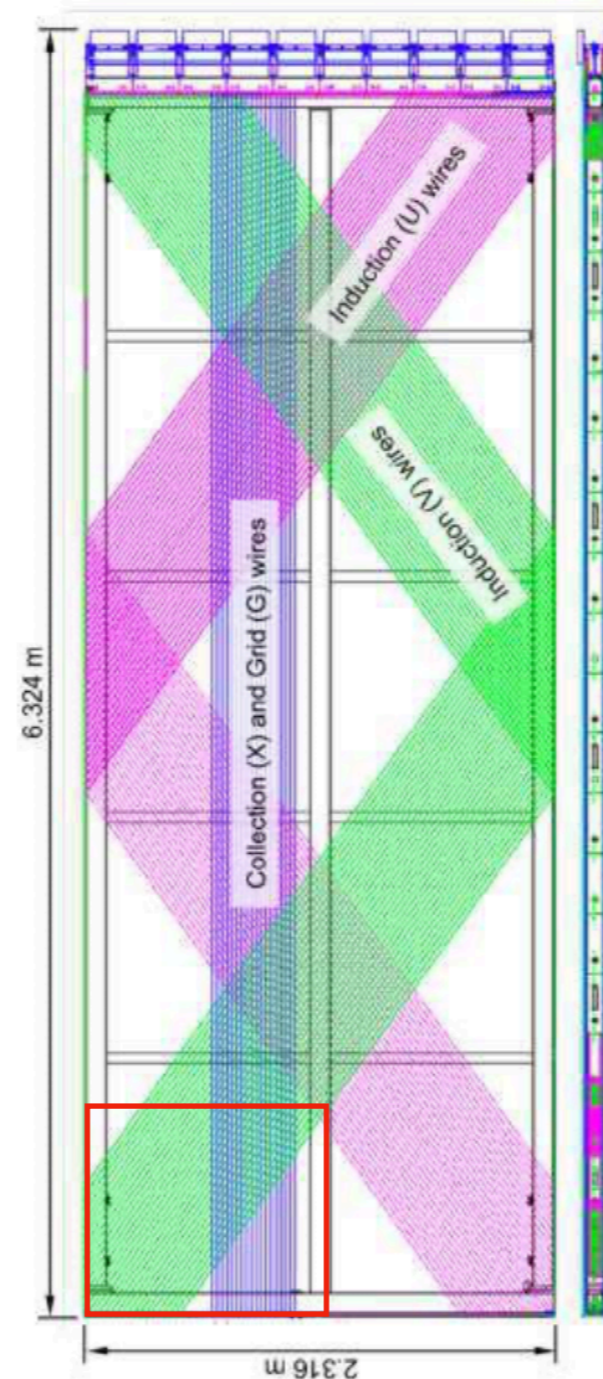 Induction (U) wires
Induction (V) wires
Collection (X) and Grid (G) wires
6.324 m
2.316 m